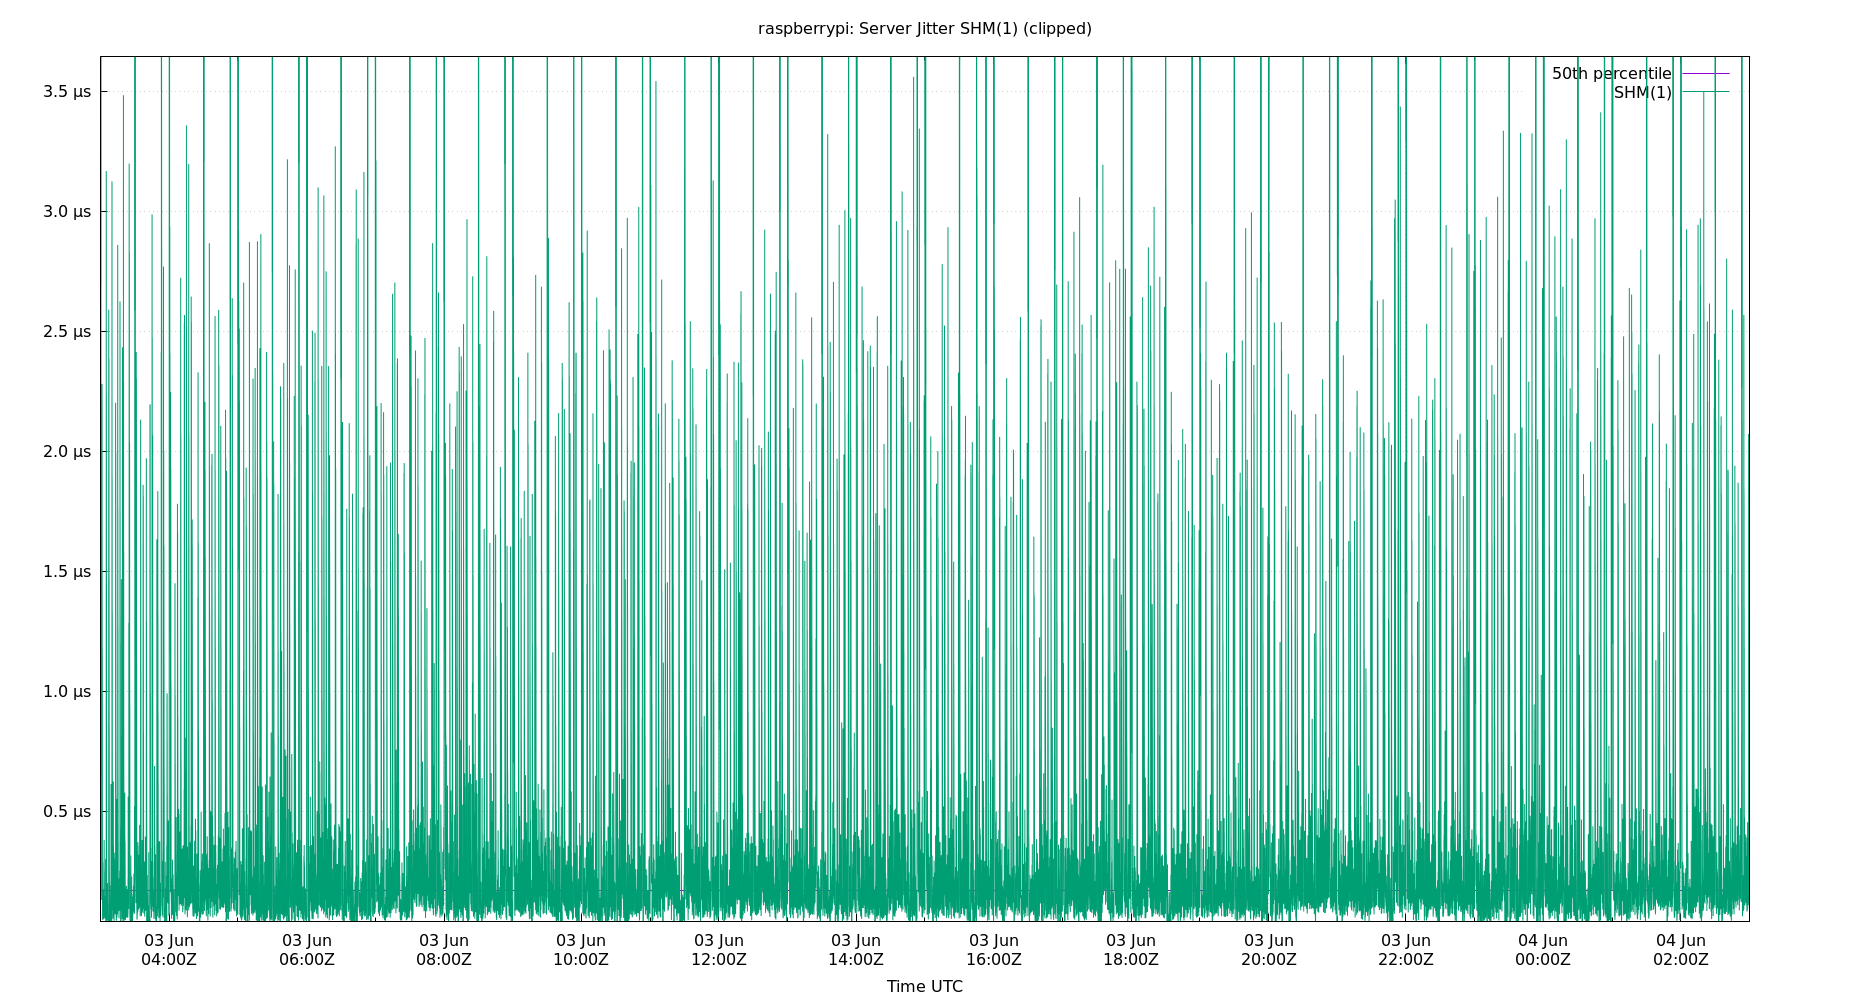 raspberrypi: Server Jitter SHM(1) (clipped)
50th percentile
SHM(1)
3.5 µs
3.0 µs
2.5 µs
2.0 µs
1.5 µs
1.0 µs
0.5 µs
03 Jun 03 Jun 03 Jun 03 Jun 03 Jun 03 Jun 03 Jun 03 Jun 03 Jun 03 Jun 04 Jun 04 Jun
04:00Z 06:00Z 08:00Z 10:00Z 12:00Z 14:00Z 16:00Z 18:00Z 20:00Z 22:00Z 00:00Z 02:00Z
Time UTC